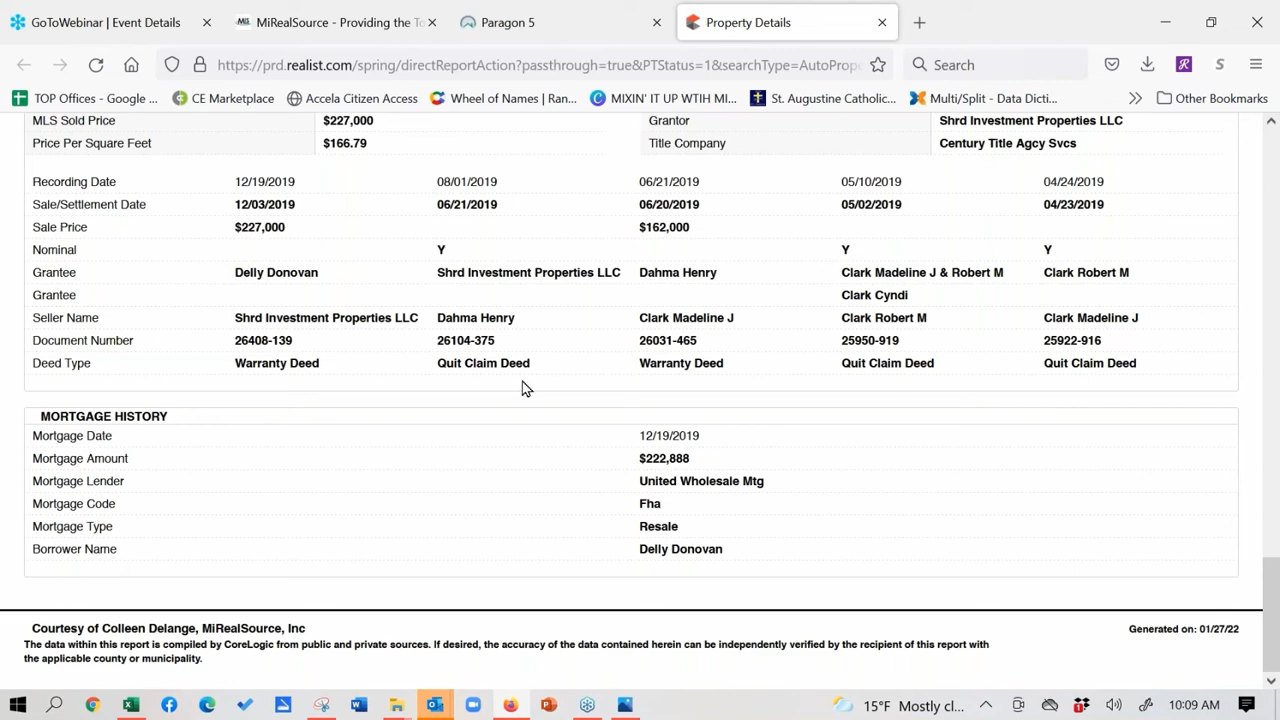 GoToWebinar | Event Details
MiRealSource - Providing the To
Paragon 5
Property Details
https://prd.realist.com/spring/directReportAction?passthrough=true&PTStatus=1&searchType=AutoPrope
Search
TOP Offices - Google ...
CE Marketplace
Accela Citizen Access
Wheel of Names | Ran...
MIXIN' IT UP WTIH MI...
St. Augustine Catholic...
Multi/Split - Data Dicti...
Other Bookmarks
MLS Sold Price $227,000 Grantor Shrd Investment Properties LLC
Price Per Square Feet $166.79 Title Company Century Title Agcy Svcs
Recording Date 12/19/2019 08/01/2019 06/21/2019 05/10/2019 04/24/2019
Sale/Settlement Date 12/03/2019 06/21/2019 06/20/2019 05/02/2019 04/23/2019
Sale Price $227,000 $162,000
Nominal Y Y Y
Grantee Delly Donovan Shrd Investment Properties LLC Dahma Henry Clark Madeline J & Robert M Clark Robert M
Grantee Clark Cyndi
Seller Name Shrd Investment Properties LLC Dahma Henry Clark Madeline J Clark Robert M Clark Madeline J
Document Number 26408-139 26104-375 26031-465 25950-919 25922-916
Deed Type Warranty Deed Quit Claim Deed Warranty Deed Quit Claim Deed Quit Claim Deed
MORTGAGE HISTORY
Mortgage Date 12/19/2019
Mortgage Amount $222,888
Mortgage Lender United Wholesale Mtg
Mortgage Code Fha
Mortgage Type Resale
Borrower Name Delly Donovan
Courtesy of Colleen Delange, MiRealSource, Inc Generated on: 01/27/22
The data within this report is compiled by CoreLogic from public and private sources. If desired, the accuracy of the data contained herein can be independently verified by the recipient of this report with
the applicable county or municipality.
15°F Mostly cl... 10:09 AM